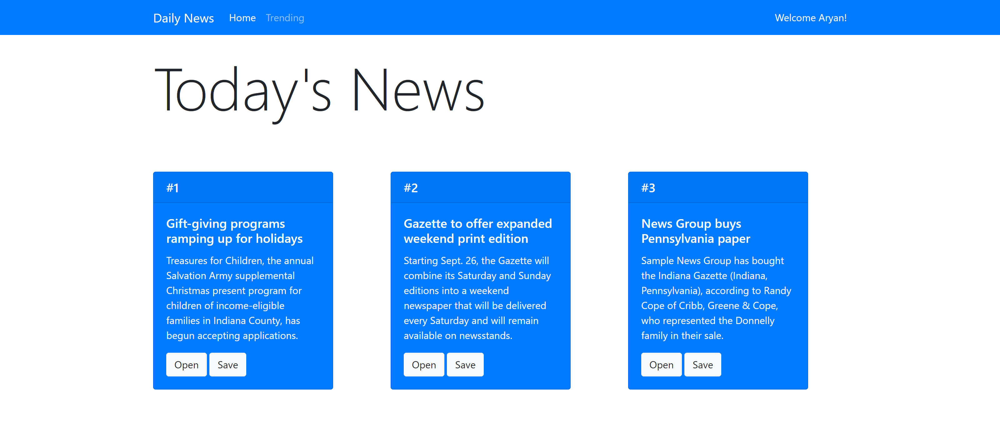 Daily News Home Trending Welcome Aryan!
Today's News
#1
Gift-giving programs
ramping up for holidays
Treasures for Children, the annual
Salvation Army supplemental
Christmas present program for
children of income-eligible
families in Indiana County, has
begun accepting applications.
Open Save
#2
Gazette to offer expanded
weekend print edition
Starting Sept. 26, the Gazette will
combine its Saturday and Sunday
editions into a weekend
newspaper that will be delivered
every Saturday and will remain
available on newsstands.
Open Save
#3
News Group buys
Pennsylvania paper
Sample News Group has bought
the Indiana Gazette (Indiana,
Pennsylvania), according to Randy
Cope of Cribb, Greene & Cope,
who represented the Donnelly
family in their sale.
Open Save